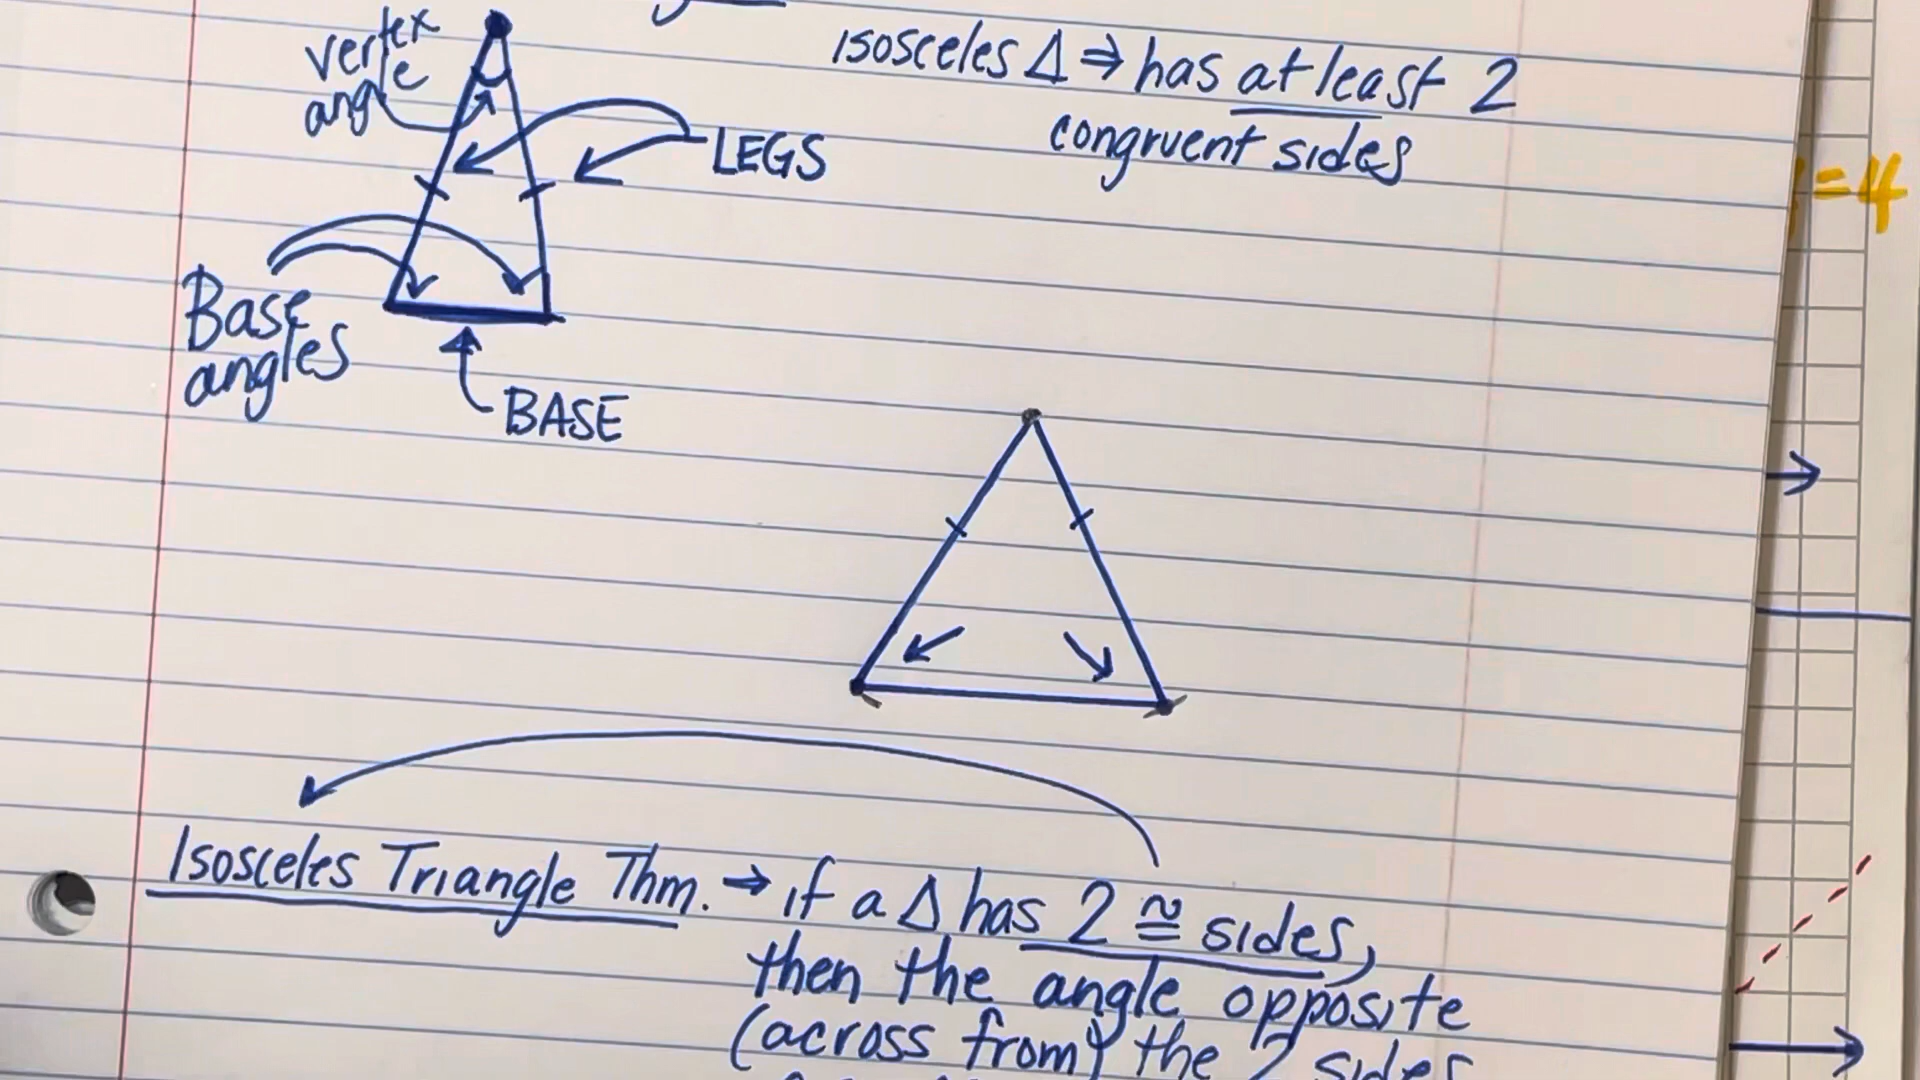 isosceles Δ ⇒ has at least 2
congruent sides
vertex
angle
LEGS
Base
angles
BASE
=4
Isosceles Triangle Thm. → if a Δ has 2 ≅ sides,
then the angle opposite
(across from) the 2 sides